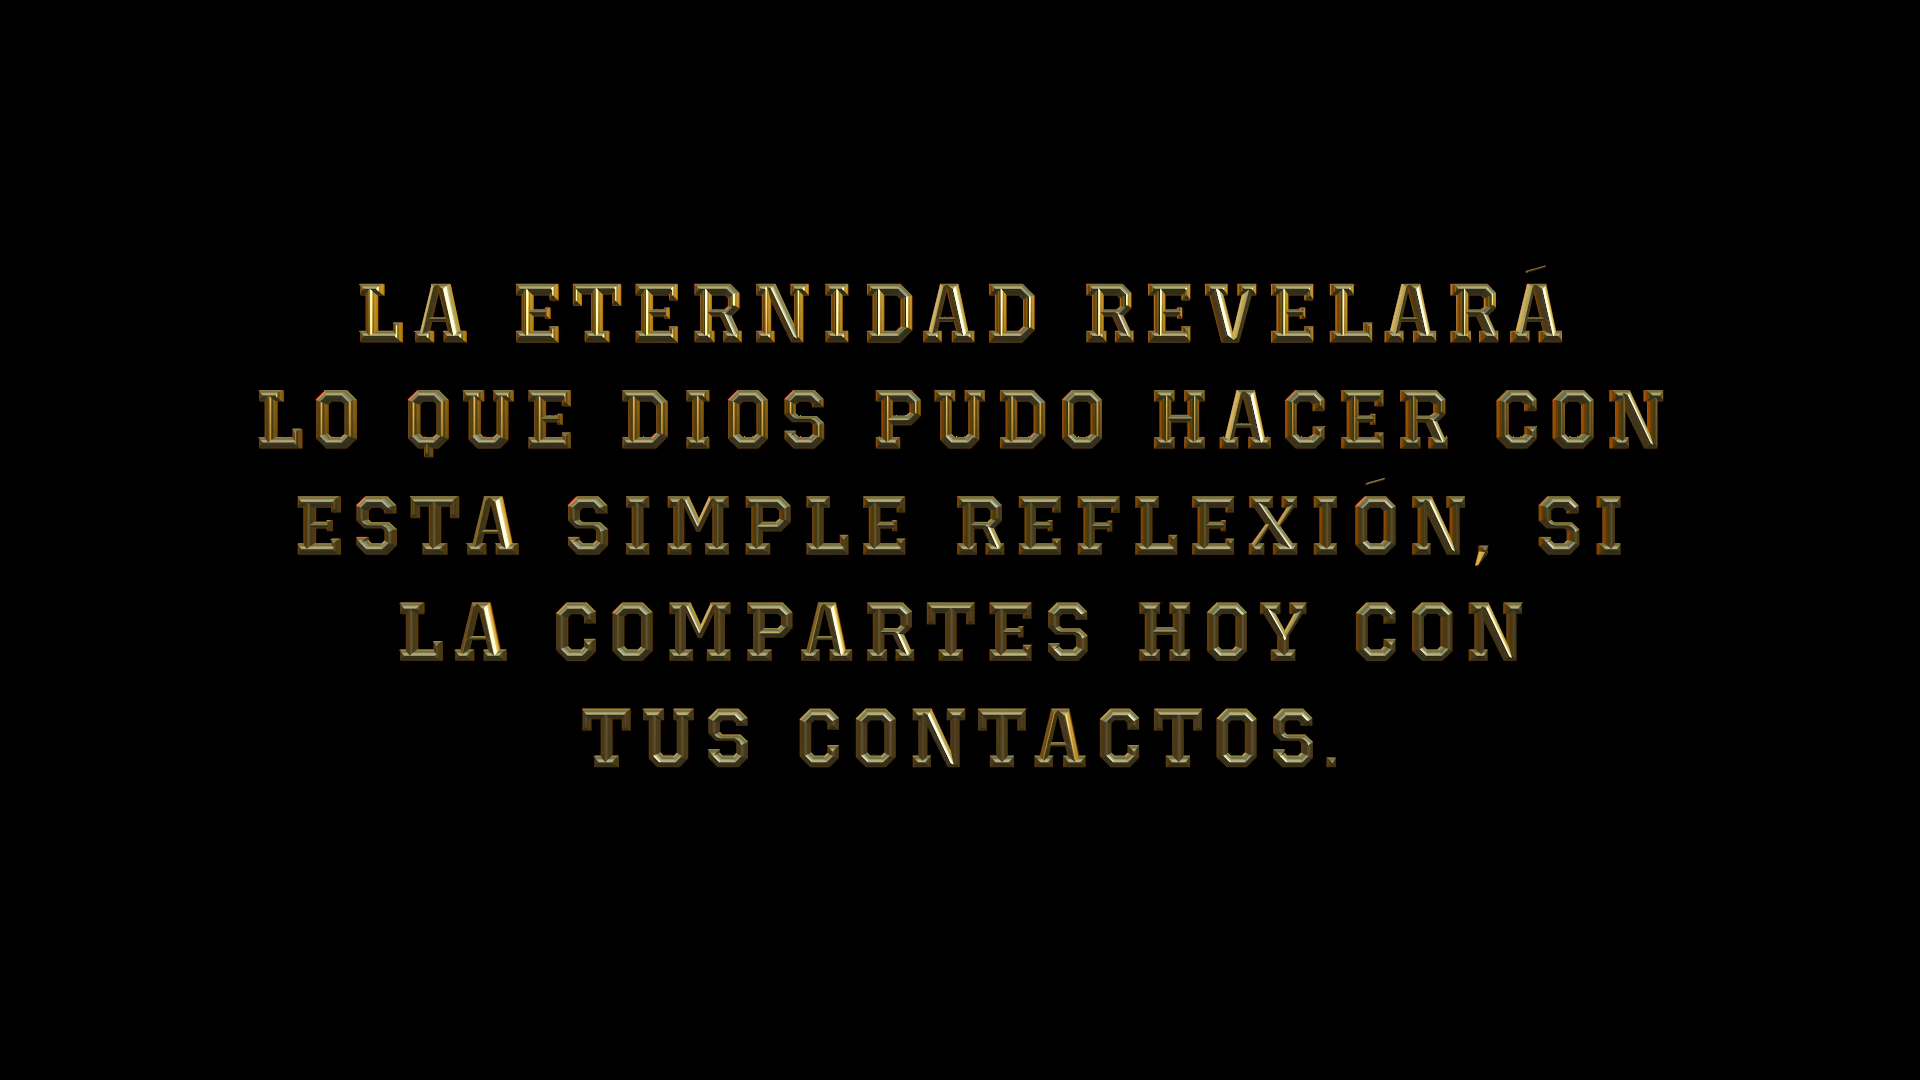 LA ETERNIDAD REVELARÁ
LO QUE DIOS PUDO HACER CON
ESTA SIMPLE REFLEXIÓN, SI
LA COMPARTES HOY CON
TUS CONTACTOS.